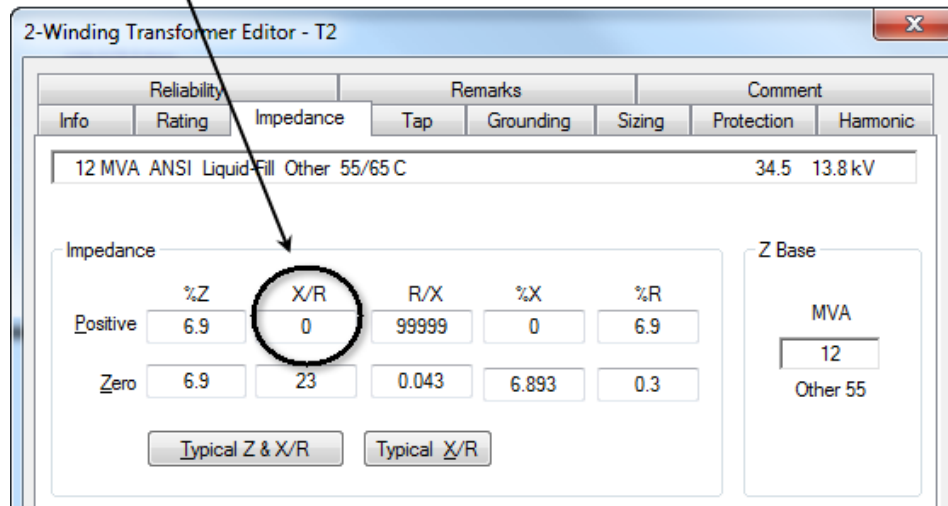 2-Winding Transformer Editor - T2
Reliability Remarks Comment
Info Rating Impedance Tap Grounding Sizing Protection Harmonic
12 MVA ANSI Liquid-Fill Other 55/65 C 34.5 13.8 kV
Impedance Z Base
%Z X/R R/X %X %R
MVA
Positive 6.9 0 99999 0 6.9
12
Zero 6.9 23 0.043 6.893 0.3
Other 55
Typical Z & X/R Typical X/R